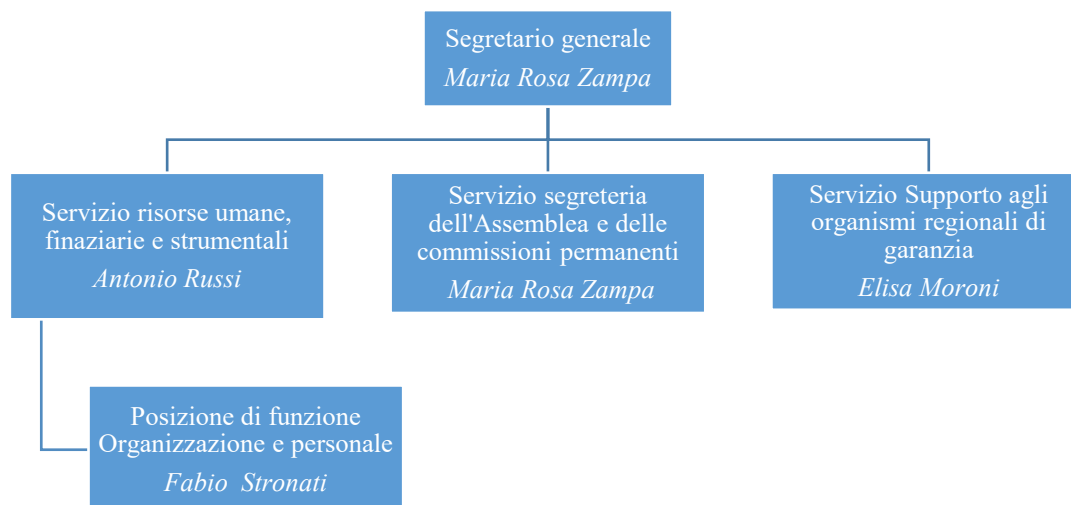 Segretario generale
Maria Rosa Zampa
Servizio risorse umane,
finaziarie e strumentali
Antonio Russi
Servizio segreteria
dell'Assemblea e delle
commissioni permanenti
Maria Rosa Zampa
Servizio Supporto agli
organismi regionali di
garanzia
Elisa Moroni
Posizione di funzione
Organizzazione e personale
Fabio Stronati